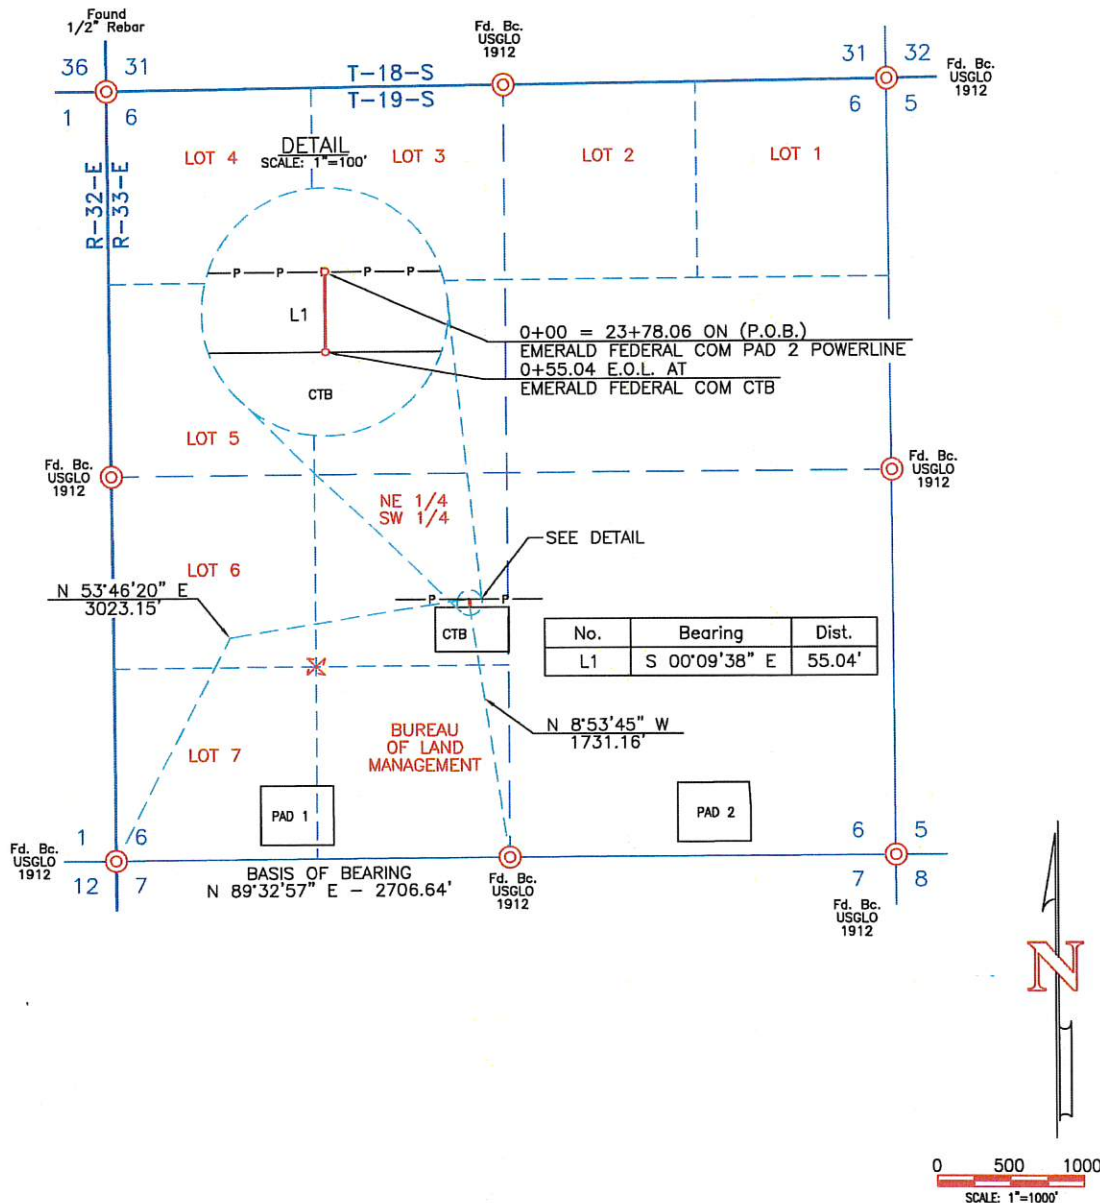 Found
1/2" Rebar
Fd. Bc.
USGLO
1912
36
31
T-18-S
31
32
Fd. Bc.
USGLO
1912
1
6
T-19-S
6
5
LOT 4
DETAIL
SCALE: 1"=100'
LOT 3
LOT 2
LOT 1
R-32-E
R-33-E
P
P
P
P
L1
0+00 = 23+78.06 ON (P.O.B.)
EMERALD FEDERAL COM PAD 2 POWERLINE
0+55.04 E.O.L. AT
EMERALD FEDERAL COM CTB
CTB
LOT 5
Fd. Bc.
USGLO
1912
Fd. Bc.
USGLO
1912
NE 1/4
SW 1/4
SEE DETAIL
LOT 6
N 53°46'20" E
3023.15'
P
P
CTB
No. Bearing Dist.
L1 S 00°09'38" E 55.04'
N 8°53'45" W
1731.16'
BUREAU
OF LAND
MANAGEMENT
LOT 7
PAD 1
PAD 2
1
6
6
5
Fd. Bc.
USGLO
1912
12
7
BASIS OF BEARING
N 89°32'57" E - 2706.64'
Fd. Bc.
USGLO
1912
7
8
Fd. Bc.
USGLO
1912
N
0 500 1000
SCALE: 1"=1000'